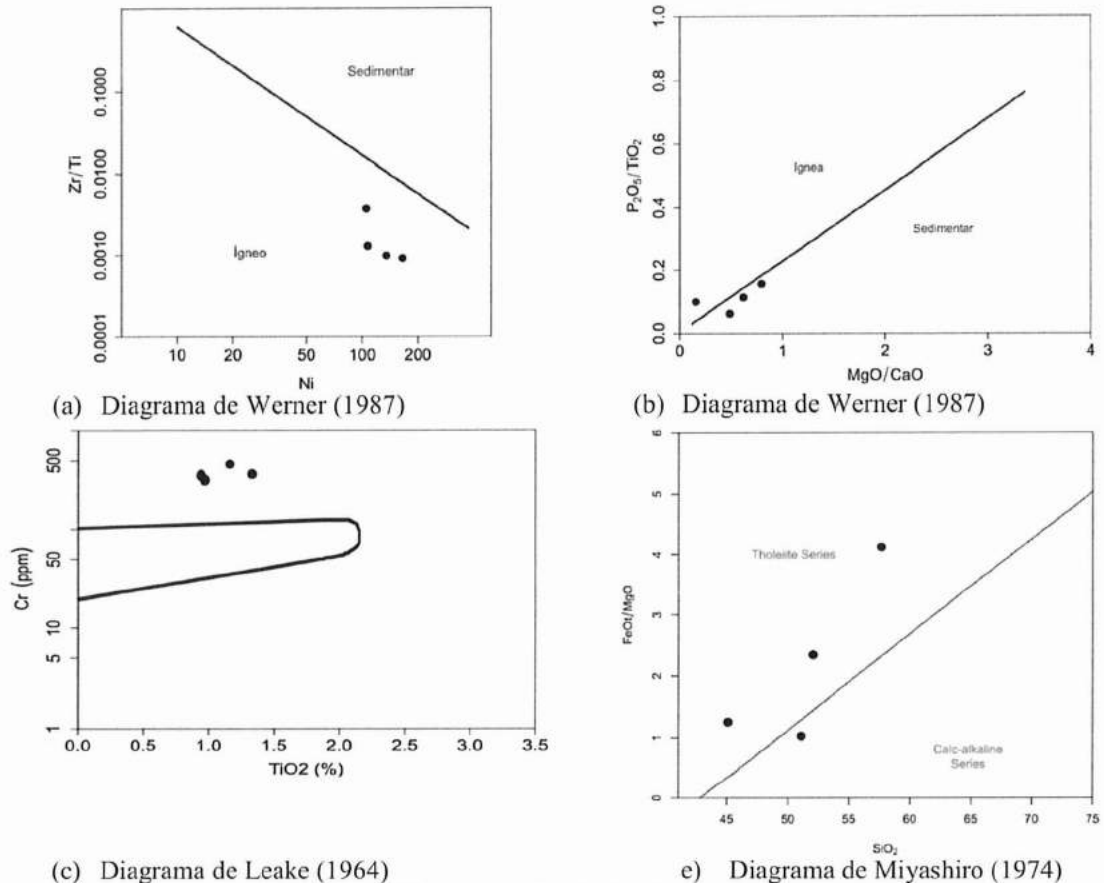 0.1000
0.0100
0.0010
0.0001
Zr/Ti
Sedimentar
Ígneo
10 20 50 100 200
Ni
(a) Diagrama de Werner (1987)
1.0
0.8
0.6
0.4
0.2
0.0
P₂O₅/TiO₂
Ígnea
Sedimentar
0 1 2 3 4
MgO/CaO
(b) Diagrama de Werner (1987)
500
50
10
5
1
Cr (ppm)
0.0 0.5 1.0 1.5 2.0 2.5 3.0 3.5
TiO2 (%)
(c) Diagrama de Leake (1964)
6
5
4
3
2
1
0
FeOt/MgO
Tholeiite Series
Calc-alkaline
Series
45 50 55 60 65 70 75
SiO₂
e) Diagrama de Miyashiro (1974)